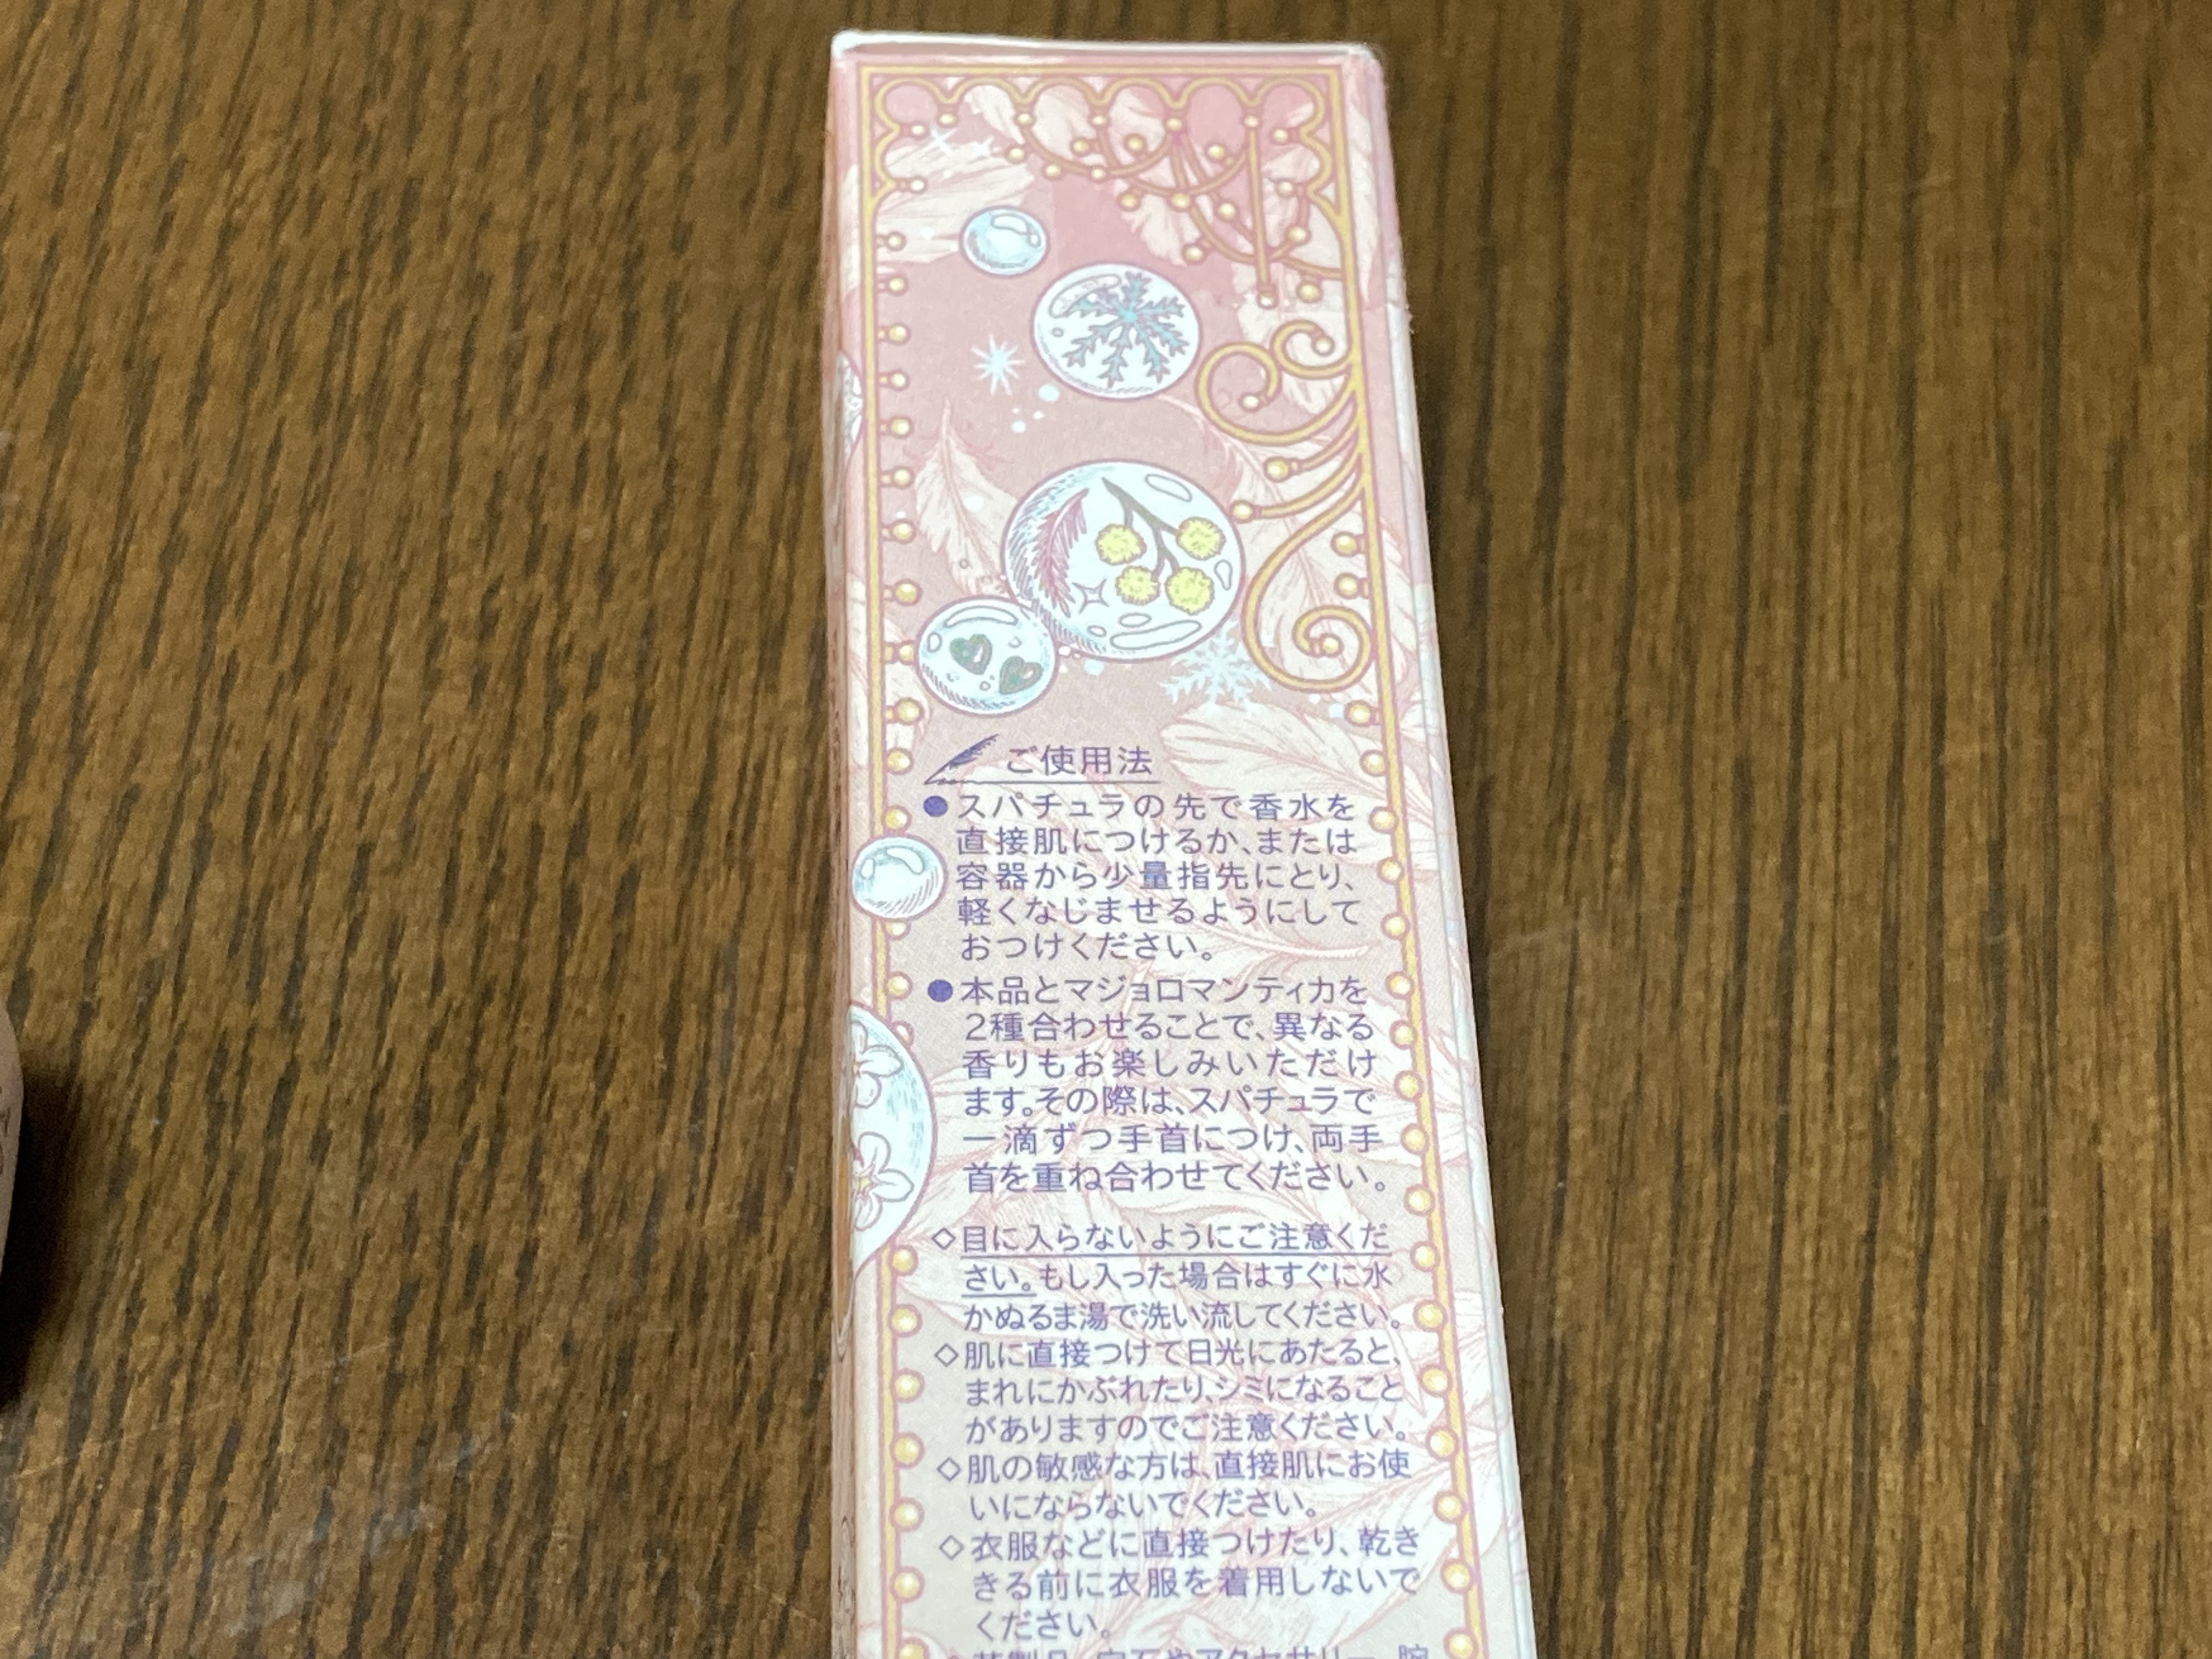 ご使用法
●スパチュラの先で香水を
直接肌につけるか、または
容器から少量指先にとり、
軽くなじませるようにして
おつけください。
●本品とマジョロマンティカを
2種合わせることで、異なる
香りもお楽しみいただけ
ます。その際は、スパチュラで
一滴ずつ手首につけ、両手
首を重ね合わせてください。
◇目に入らないようにご注意くだ
さい。もし入った場合はすぐに水
かぬるま湯で洗い流してください。
◇肌に直接つけて日光にあたると、
まれにかぶれたり、シミになること
がありますのでご注意ください。
◇肌の敏感な方は、直接肌にお使
いにならないでください。
◇衣服などに直接つけたり、乾き
きる前に衣服を着用しないで
ください。